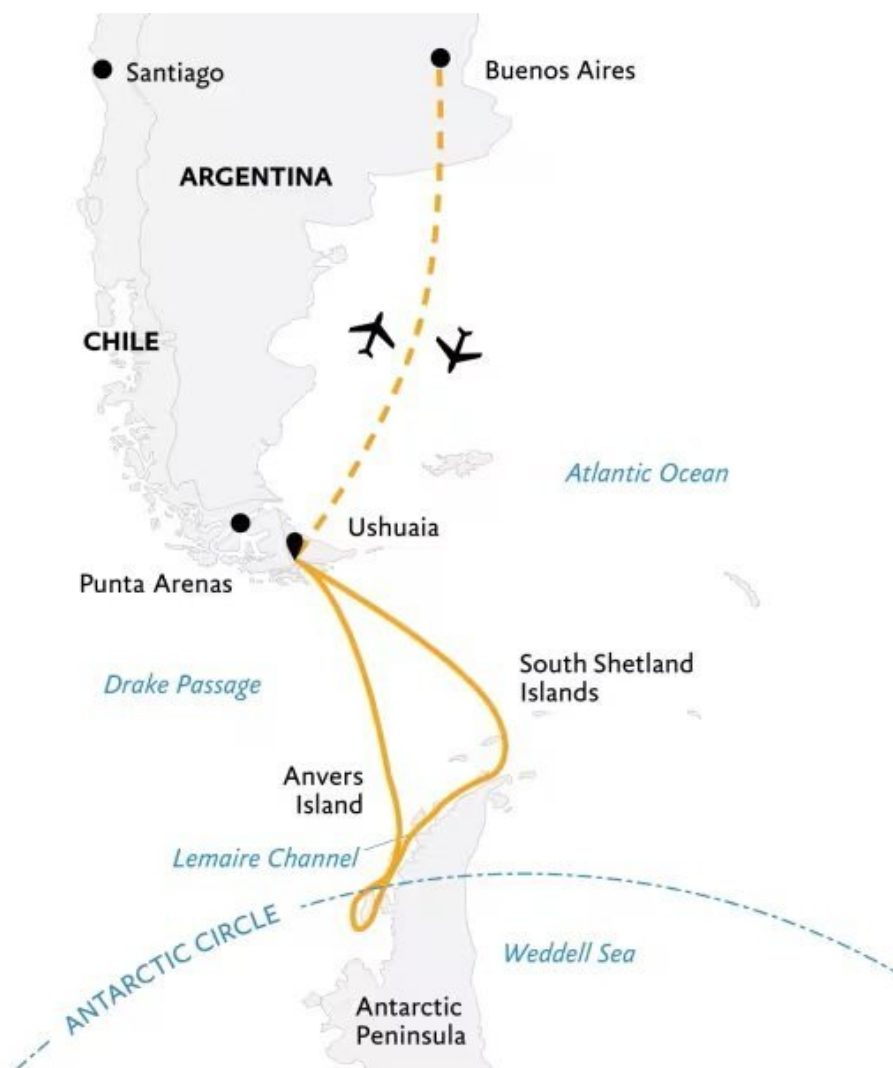 Santiago
Buenos Aires
ARGENTINA
CHILE
Atlantic Ocean
Ushuaia
Punta Arenas
South Shetland
Islands
Drake Passage
Anvers
Island
Lemaire Channel
ANTARCTIC CIRCLE
Weddell Sea
Antarctic
Peninsula